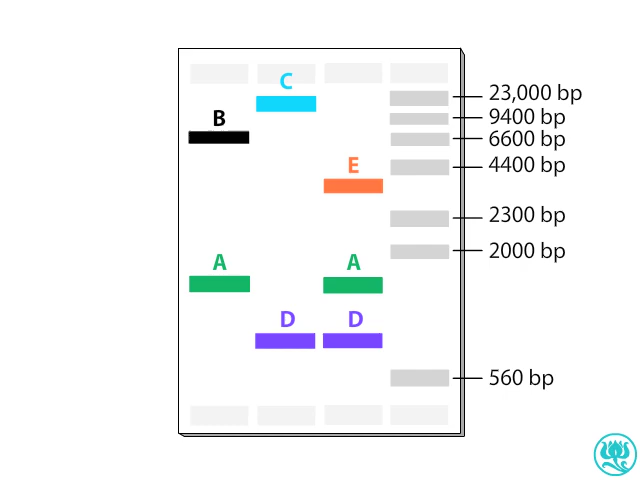 C
23,000 bp
B
9400 bp
6600 bp
E
4400 bp
2300 bp
A
A
2000 bp
D
D
560 bp